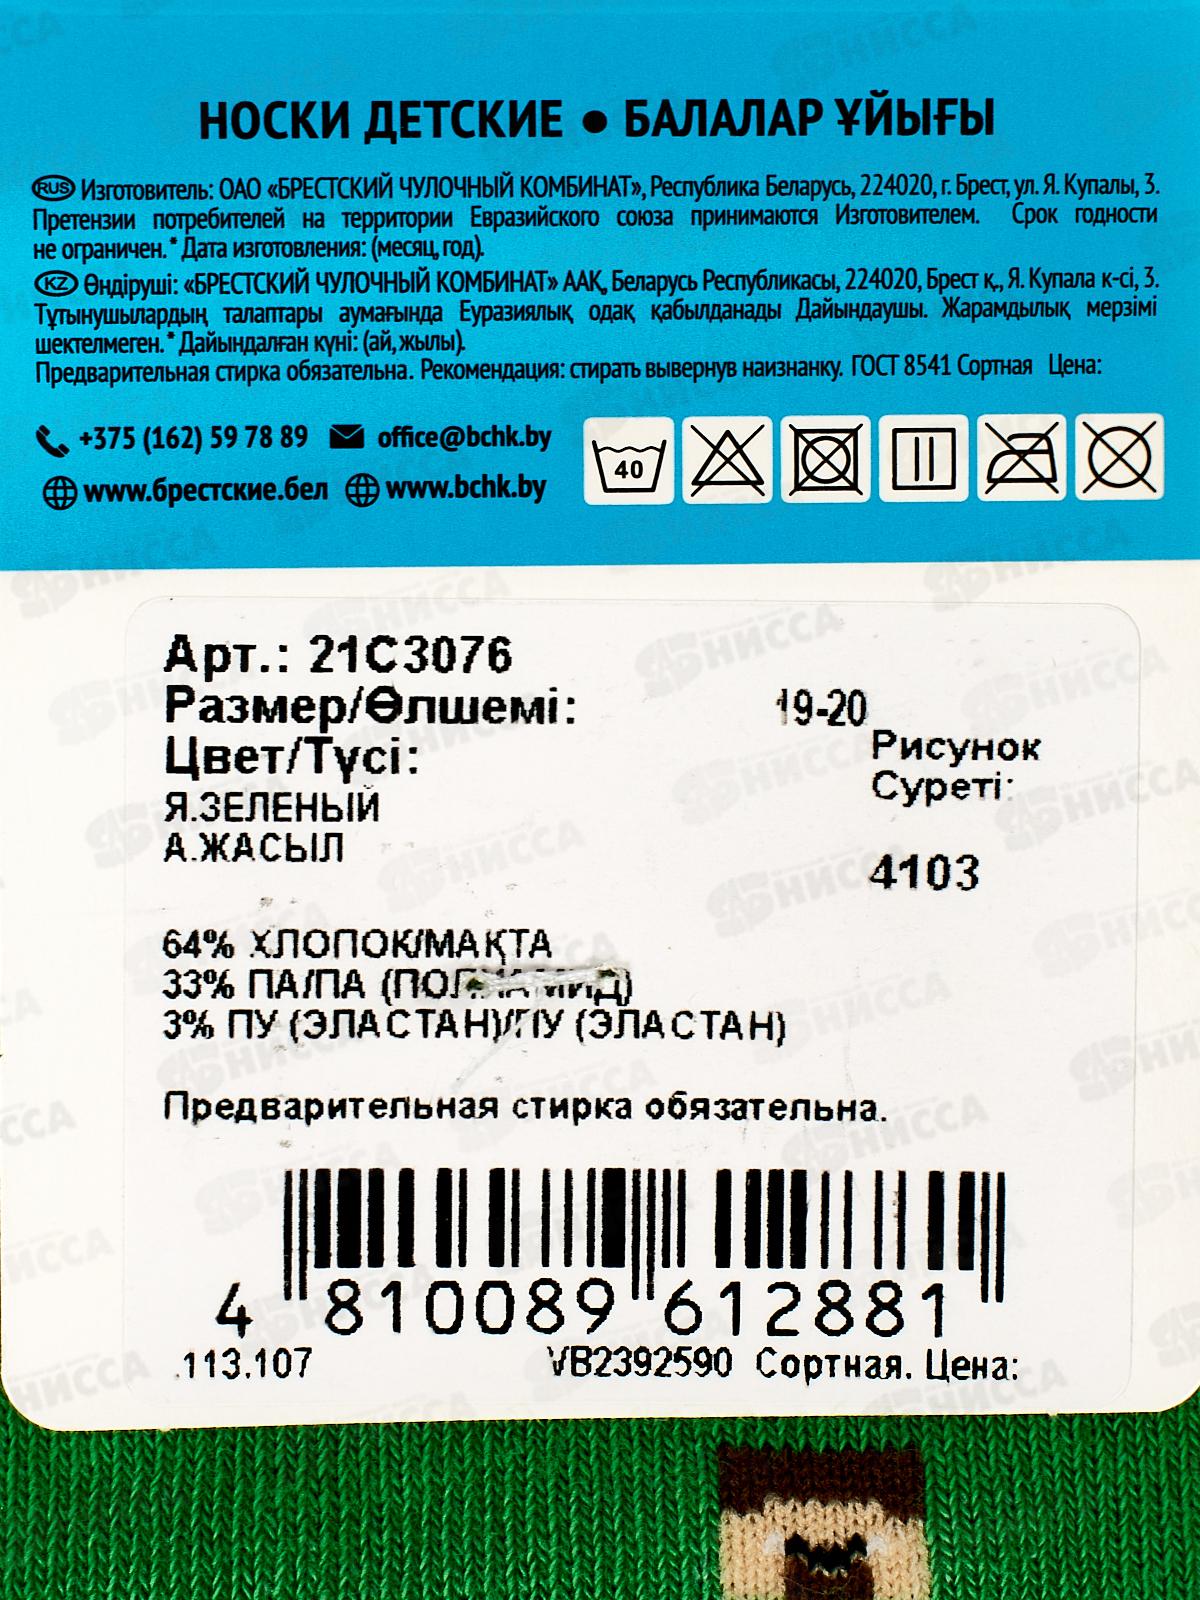 НОСКИ ДЕТСКИЕ ● БАЛАЛАР ҰЙЫҒЫ
RUS Изготовитель: ОАО «БРЕСТСКИЙ ЧУЛОЧНЫЙ КОМБИНАТ», Республика Беларусь, 224020, г. Брест, ул. Я. Купалы, 3.
Претензии потребителей на территории Евразийского союза принимаются Изготовителем. Срок годности
не ограничен.* Дата изготовления: (месяц, год).
KZ Өндіруші: «БРЕСТСКИЙ ЧУЛОЧНЫЙ КОМБИНАТ» ААҚ, Беларусь Республикасы, 224020, Брест қ., Я. Купала к-сі, 3.
Тұтынушылардың талаптары аумағында Еуразиялық одақ қабылданады Дайындаушы. Жарамдылық мерзімі
шектелмеген.* Дайындалған күні: (ай, жылы).
Предварительная стирка обязательна. Рекомендация: стирать вывернув наизнанку. ГОСТ 8541 Сортная Цена:
+375 (162) 59 78 89 office@bchk.by
www.брестские.бел www.bchk.by
40
Арт.: 21С3076
Размер/Өлшемі: 19-20
Цвет/Түсі: Рисунок
Суреті:
Я.ЗЕЛЕНЫЙ
А.ЖАСЫЛ
4103
64% ХЛОПОК/МАҚТА
33% ПА/ПА (ПОЛИАМИД)
3% ПУ (ЭЛАСТАН)/ПУ (ЭЛАСТАН)
Предварительная стирка обязательна.
4 810089 612881
.113.107 VB2392590 Сортная. Цена:
НИССА